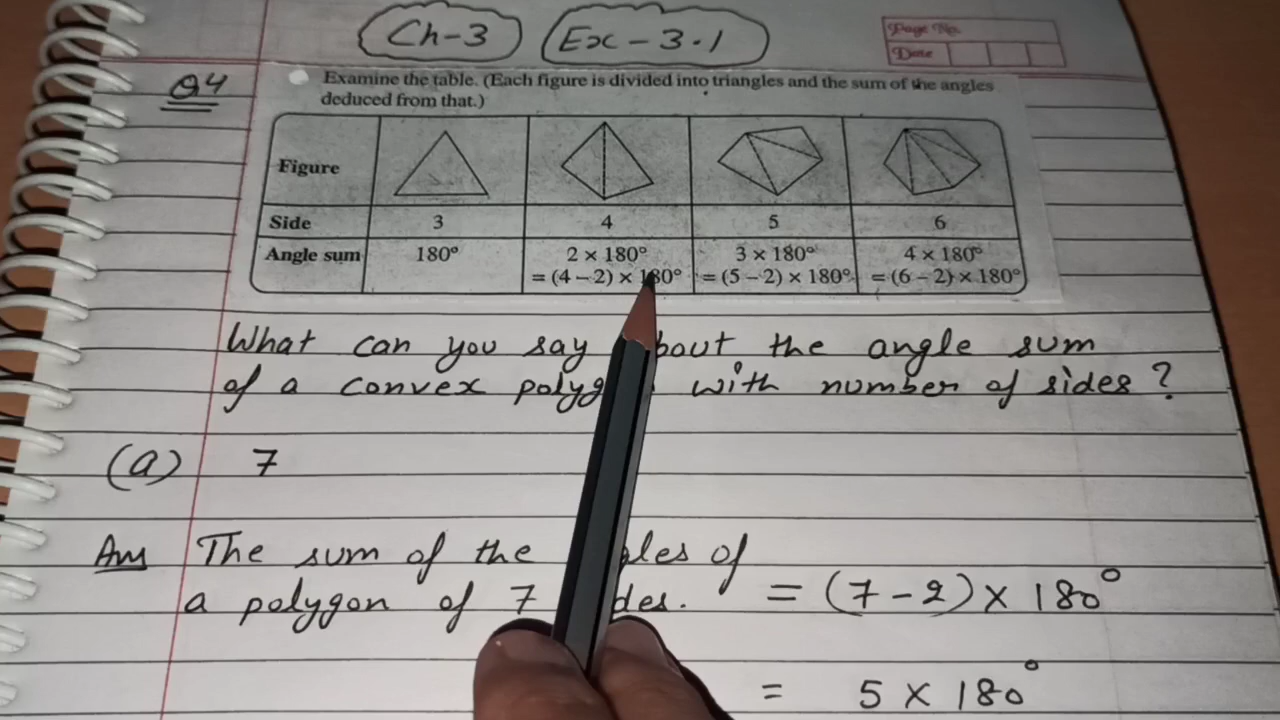 Ch-3 Ex-3.1
Page No.
Date
Q4
Examine the table. (Each figure is divided into triangles and the sum of the angles
deduced from that.)
Figure
Side 3 4 5 6
Angle sum 180° 2 × 180° 3 × 180° 4 × 180°
= (4 – 2) × 180° = (5 – 2) × 180° = (6 – 2) × 180°
What can you say bout the angle sum
of a convex polyg with number of sides?
(a) 7
Ans The sum of the gles of
a polygon of 7 des. = (7-2) × 180°
= 5 × 180°